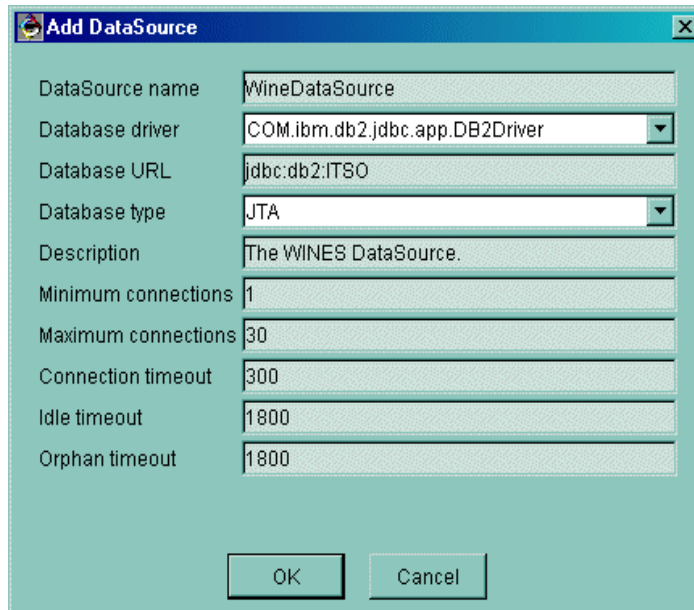 Add DataSource
DataSource name WineDataSource
Database driver COM.ibm.db2.jdbc.app.DB2Driver
Database URL jdbc:db2:ITSO
Database type JTA
Description The WINES DataSource.
Minimum connections 1
Maximum connections 30
Connection timeout 300
Idle timeout 1800
Orphan timeout 1800
OK Cancel